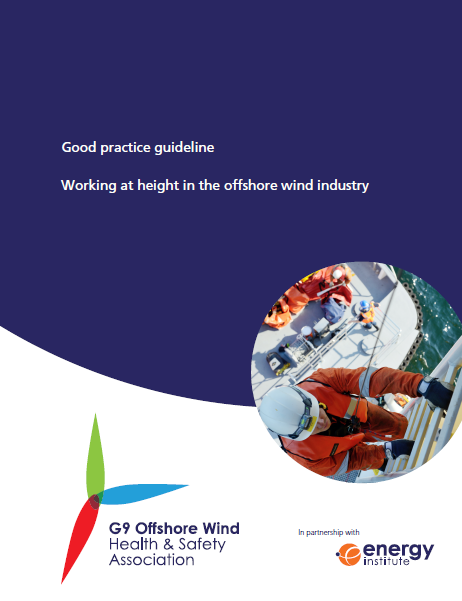 Good practice guideline
Working at height in the offshore wind industry
G9 Offshore Wind
Health & Safety
Association
In partnership with
energy
institute